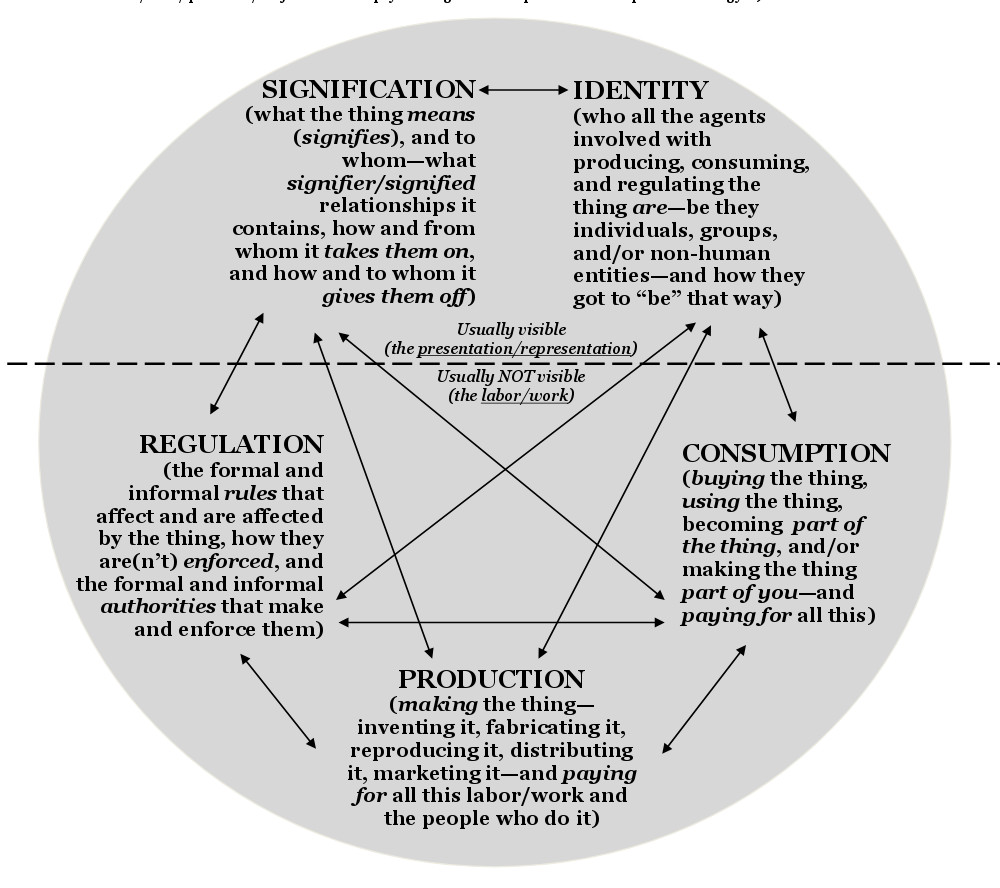 SIGNIFICATION
(what the thing means
(signifies), and to
whom—what
signifier/signified
relationships it
contains, how and from
whom it takes them on,
and how and to whom it
gives them off)
IDENTITY
(who all the agents
involved with
producing, consuming,
and regulating the
thing are—be they
individuals, groups,
and/or non-human
entities—and how they
got to “be” that way)
Usually visible
(the presentation/representation)
Usually NOT visible
(the labor/work)
REGULATION
(the formal and
informal rules that
affect and are affected
by the thing, how they
are(n’t) enforced, and
the formal and informal
authorities that make
and enforce them)
CONSUMPTION
(buying the thing,
using the thing,
becoming part of
the thing, and/or
making the thing
part of you—and
paying for all this)
PRODUCTION
(making the thing—
inventing it, fabricating it,
reproducing it, distributing
it, marketing it—and paying
for all this labor/work and
the people who do it)